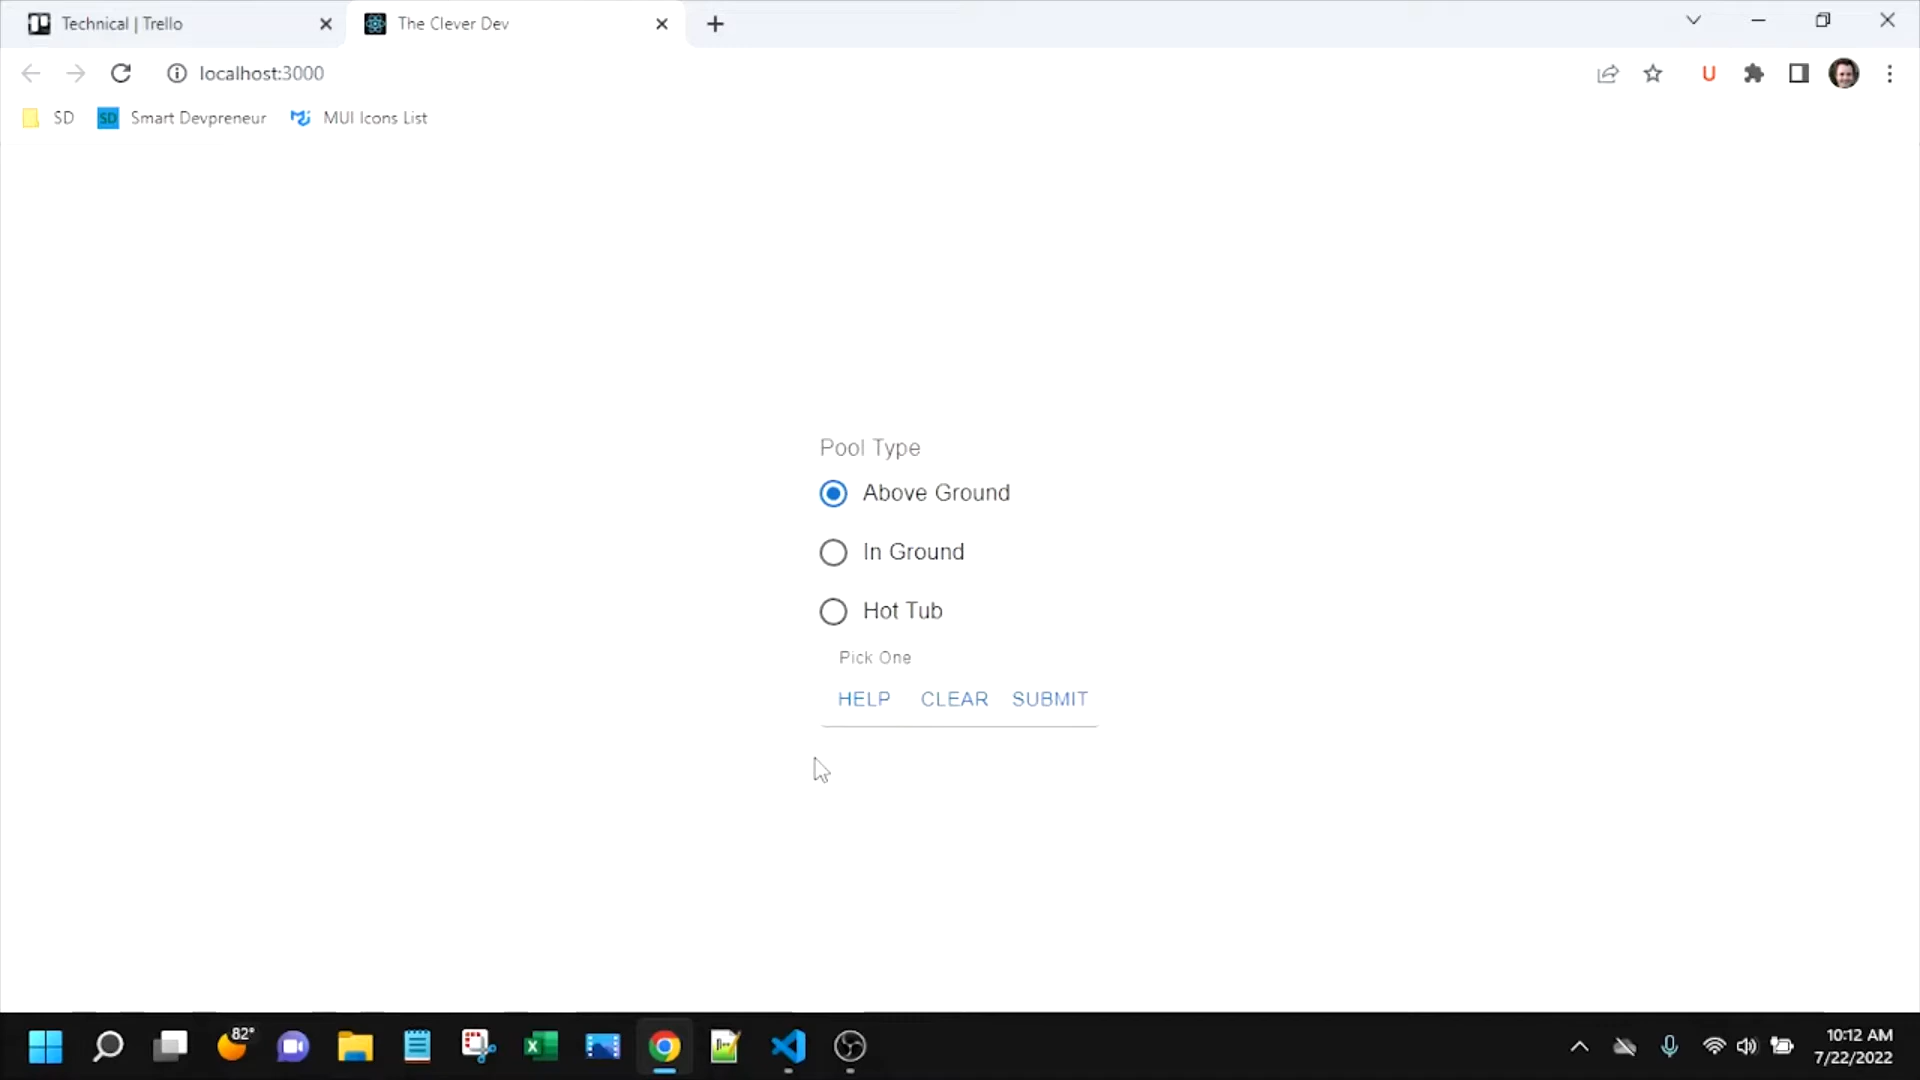 Technical | Trello
The Clever Dev
localhost:3000
U
SD
SD Smart Devpreneur
MUI Icons List
Pool Type
Above Ground
In Ground
Hot Tub
Pick One
HELP CLEAR SUBMIT
82°
10:12 AM
7/22/2022